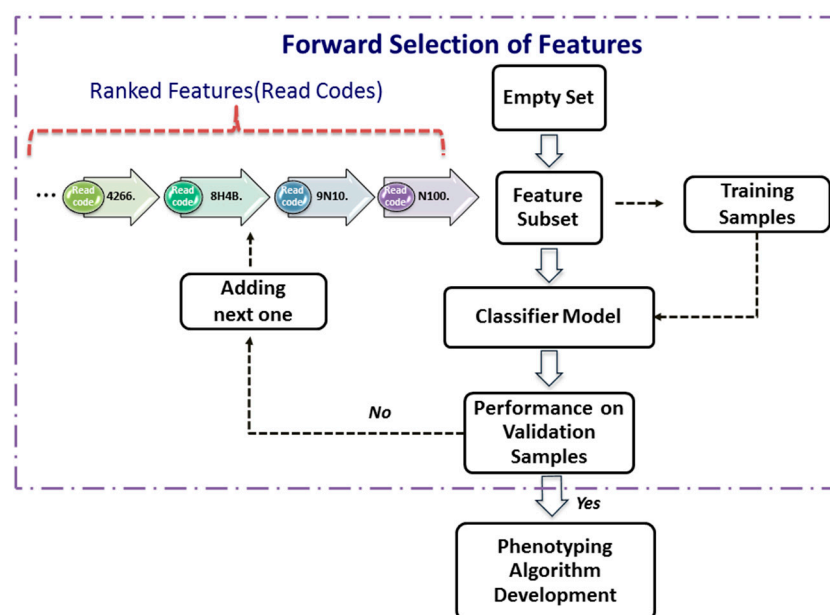 Forward Selection of Features
Ranked Features(Read Codes)
Empty Set
...
Read
code
4266.
Read
code
8H4B.
Read
code
9N10.
Read
code
N100.
Feature
Subset
Training
Samples
Adding
next one
Classifier Model
No
Performance on
Validation
Samples
Yes
Phenotyping
Algorithm
Development